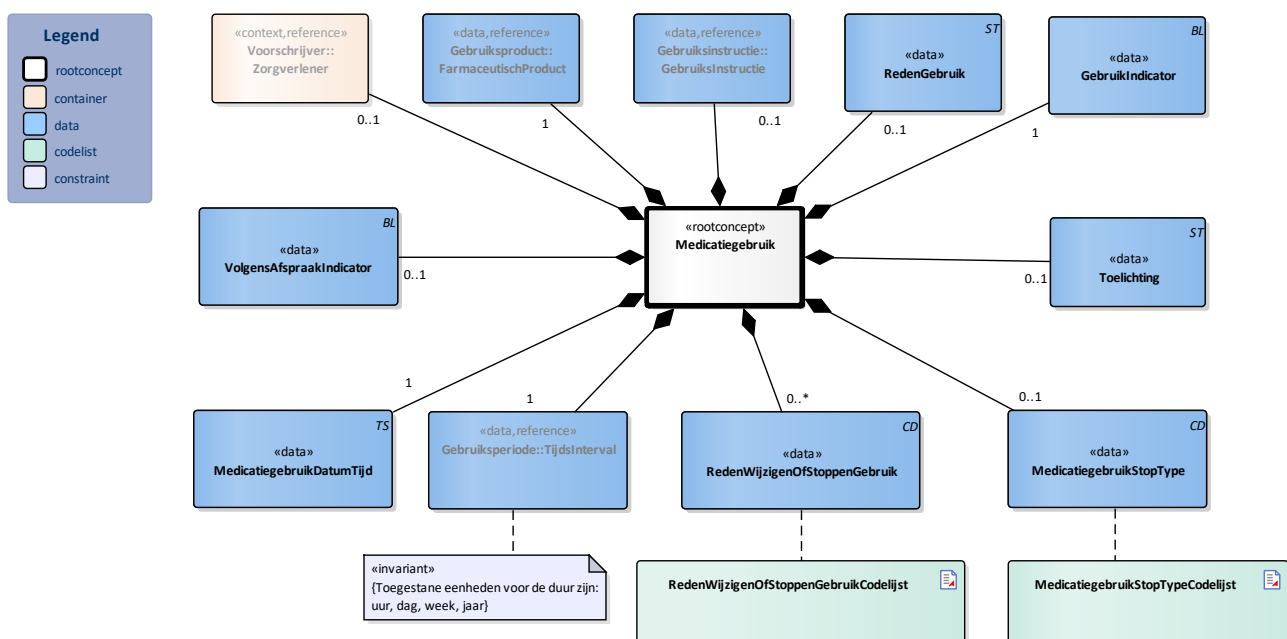 Legend
rootconcept
container
data
codelist
constraint
«context,reference»
Voorschrijver::
Zorgverlener
0..1
«data,reference»
Gebruiksproduct::
FarmaceutischProduct
1
«data,reference»
Gebruiksinstructie::
GebruiksInstructie
0..1
ST
«data»
RedenGebruik
0..1
BL
«data»
GebruikIndicator
1
BL
«data»
VolgensAfspraakIndicator
0..1
«rootconcept»
Medicatiegebruik
ST
«data»
Toelichting
0..1
1
TS
«data»
MedicatiegebruikDatumTijd
1
«data,reference»
Gebruiksperiode::TijdsInterval
0..*
CD
«data»
RedenWijzigenOfStoppenGebruik
0..1
CD
«data»
MedicatiegebruikStopType
«invariant»
{Toegestane eenheden voor de duur zijn:
uur, dag, week, jaar}
RedenWijzigenOfStoppenGebruikCodelijst
MedicatiegebruikStopTypeCodelijst